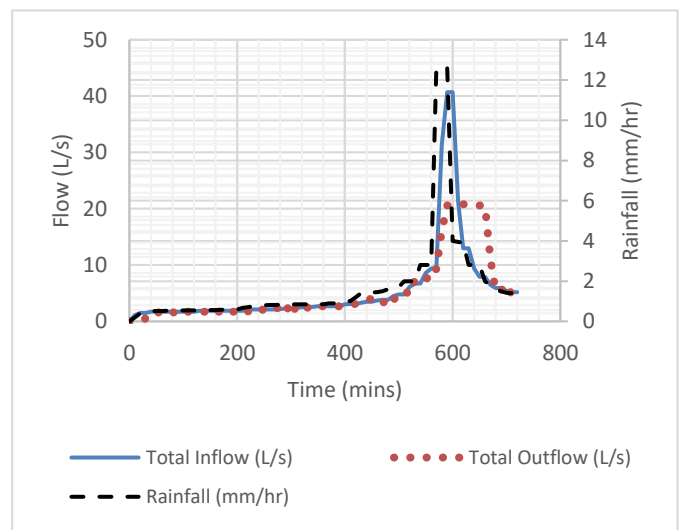 50
40
30
20
10
0
Flow (L/s)
14
12
10
8
6
4
2
0
Rainfall (mm/hr)
0 200 400 600 800
Time (mins)
Total Inflow (L/s) Total Outflow (L/s)
Rainfall (mm/hr)